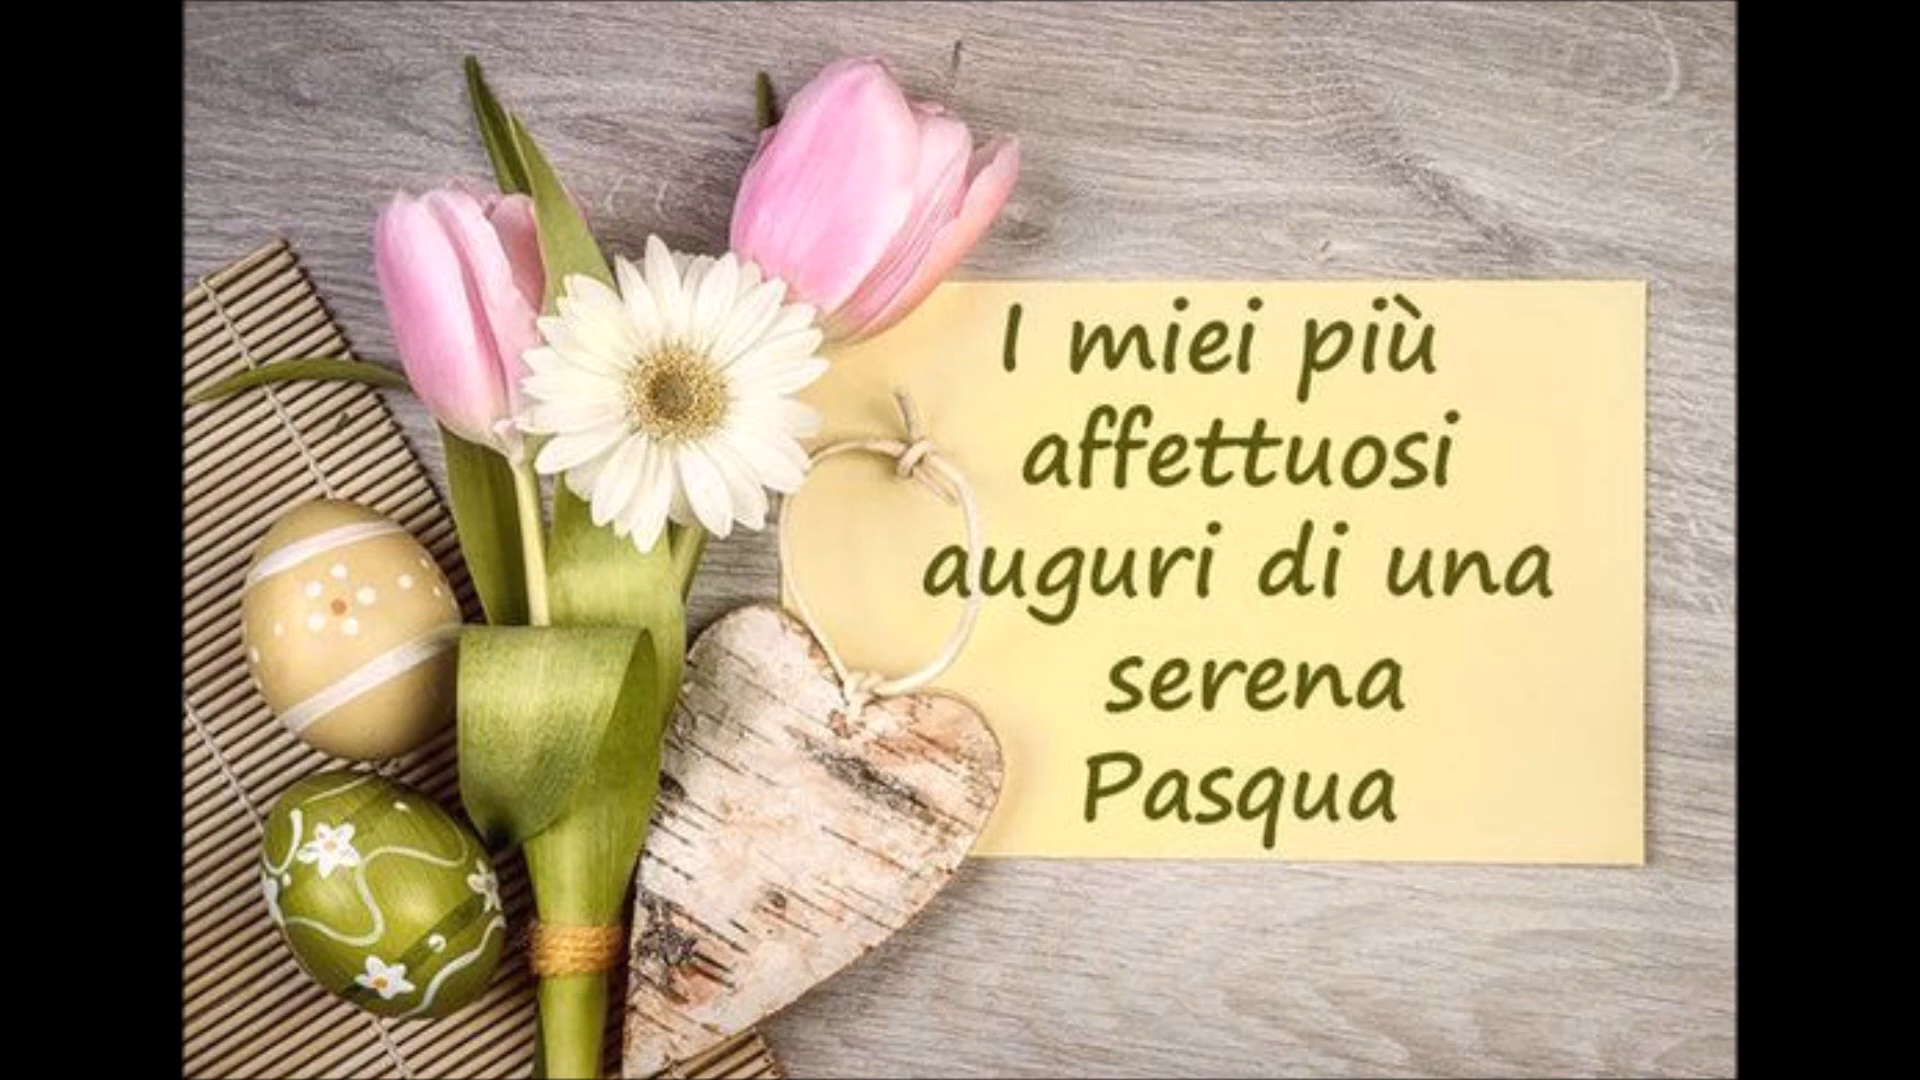 I miei più
affettuosi
auguri di una
serena
Pasqua